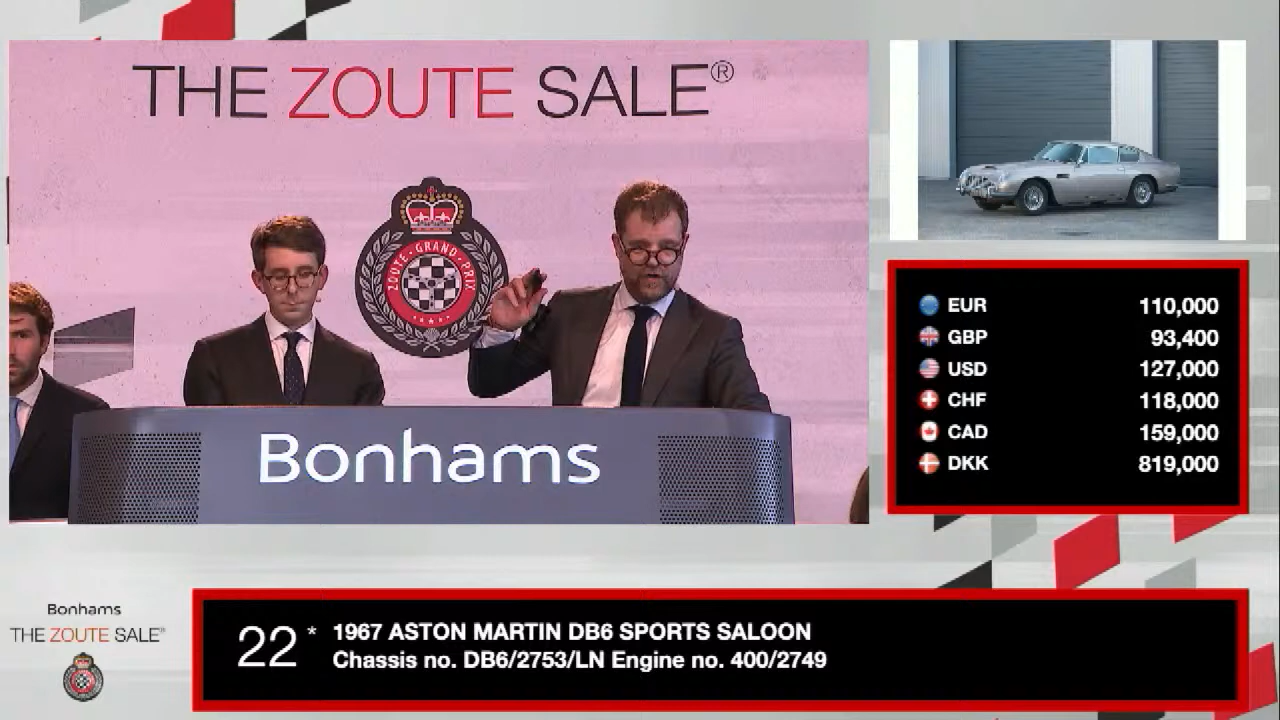 THE ZOUTE SALE®
ZOUTE-GRAND-PRIX
Bonhams
EUR 110,000
GBP 93,400
USD 127,000
CHF 118,000
CAD 159,000
DKK 819,000
Bonhams
THE ZOUTE SALE®
22* 1967 ASTON MARTIN DB6 SPORTS SALOON
Chassis no. DB6/2753/LN Engine no. 400/2749